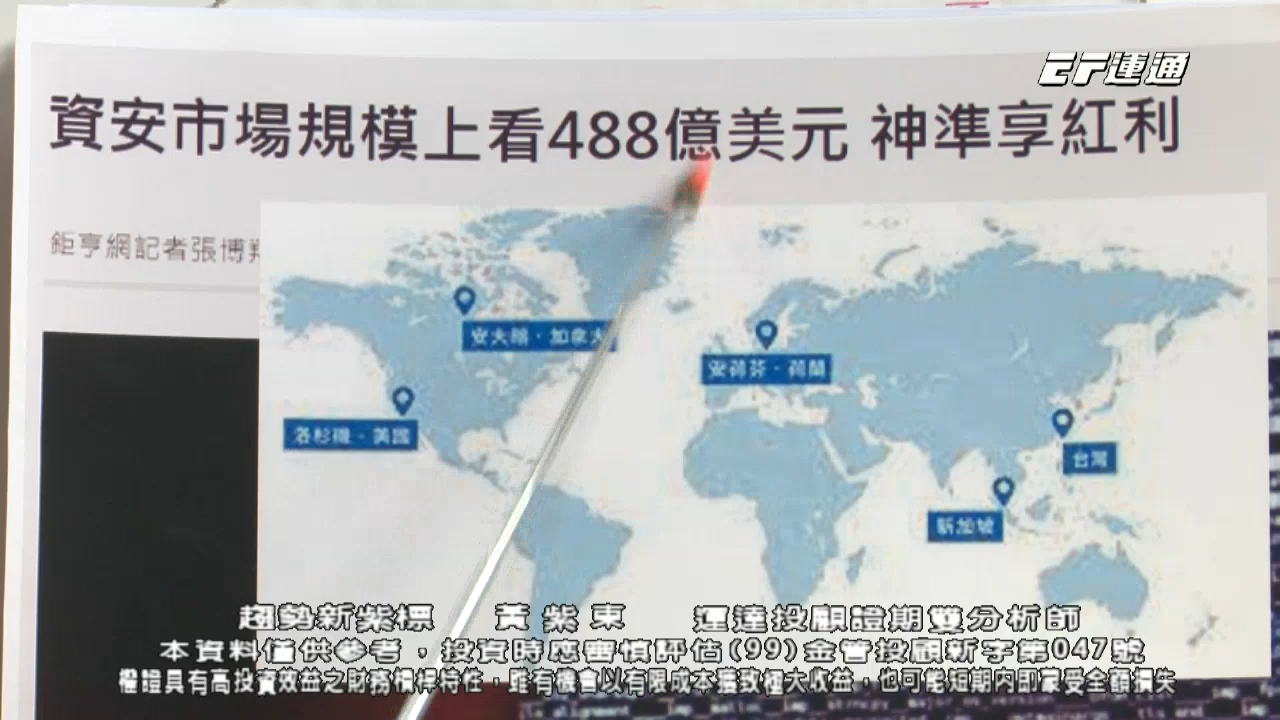 EF運通
資安市場規模上看488億美元 神準享紅利
鉅亨網記者張博翔
安大略・加拿大
安荷芬・荷蘭
洛杉磯・美國
台灣
新加坡
趨勢新紫標 黃紫東 運達投顧證期雙分析師
本資料僅供參考，投資時應審慎評估(99)金管投顧新字第047號
權證具有高投資效益之財務槓桿特性，雖有機會以有限成本獲致極大收益，也可能短期內即蒙受全額損失